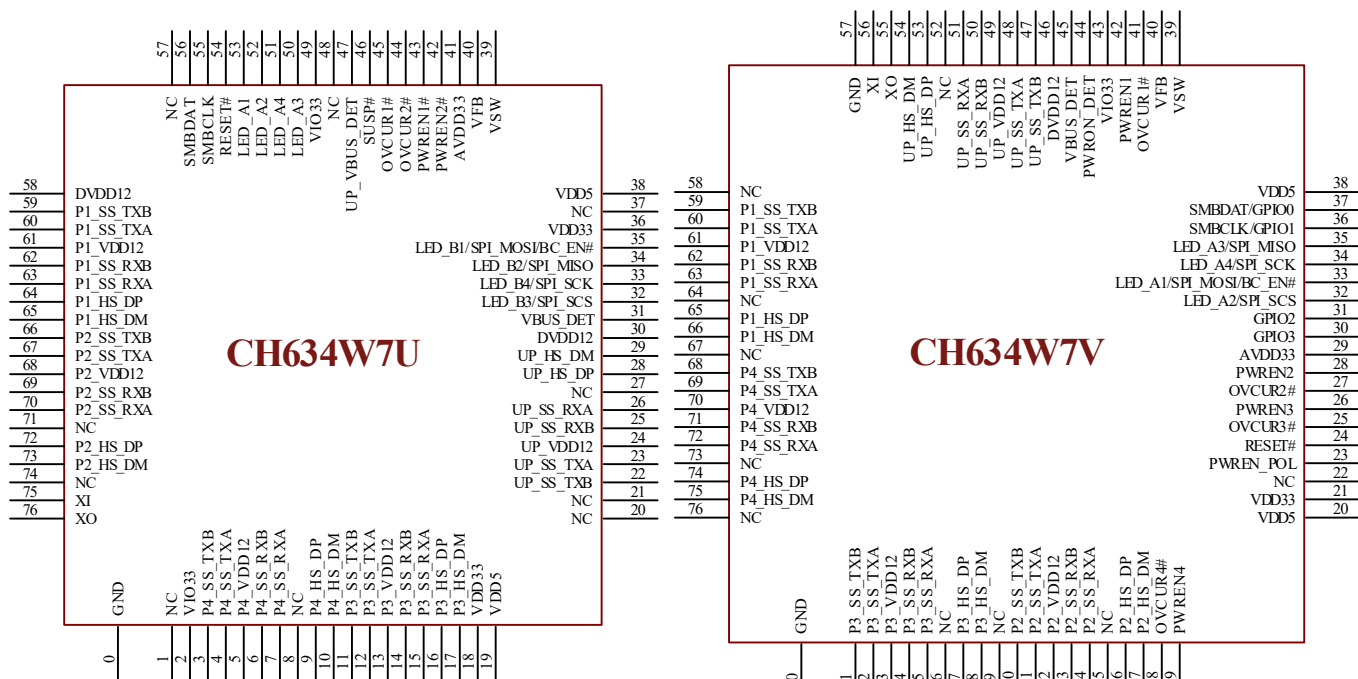 57 NC
56 SMBDAT
55 SMBCLK
54 RESET#
53 LED_A1
52 LED_A2
51 LED_A4
50 LED_A3
49 VIO33
48 NC
47 UP_VBUS_DET
46 SUSP#
45 OVCUR1#
44 OVCUR2#
43 PWREN1#
42 PWREN2#
41 AVDD33
40 VFB
39 VSW
58 DVDD12
59 P1_SS_TXB
60 P1_SS_TXA
61 P1_VDD12
62 P1_SS_RXB
63 P1_SS_RXA
64 P1_HS_DP
65 P1_HS_DM
66 P2_SS_TXB
67 P2_SS_TXA
68 P2_VDD12
69 P2_SS_RXB
70 P2_SS_RXA
71 NC
72 P2_HS_DP
73 P2_HS_DM
74 NC
75 XI
76 XO
CH634W7U
VDD5 38
NC 37
VDD33 36
LED_B1/SPI_MOSI/BC_EN# 35
LED_B2/SPI_MISO 34
LED_B4/SPI_SCK 33
LED_B3/SPI_SCS 32
VBUS_DET 31
DVDD12 30
UP_HS_DM 29
UP_HS_DP 28
NC 27
UP_SS_RXA 26
UP_SS_RXB 25
UP_VDD12 24
UP_SS_TXA 23
UP_SS_TXB 22
NC 21
NC 20
GND 0
NC 1
VIO33 2
P4_SS_TXB 3
P4_SS_TXA 4
P4_VDD12 5
P4_SS_RXB 6
P4_SS_RXA 7
NC 8
P4_HS_DP 9
P4_HS_DM 10
P3_SS_TXB 11
P3_SS_TXA 12
P3_VDD12 13
P3_SS_RXB 14
P3_SS_RXA 15
P3_HS_DP 16
P3_HS_DM 17
VDD33 18
VDD5 19
57 GND
56 XI
55 XO
54 UP_HS_DM
53 UP_HS_DP
52 NC
51 UP_SS_RXA
50 UP_SS_RXB
49 UP_VDD12
48 UP_SS_TXA
47 UP_SS_TXB
46 DVDD12
45 VBUS_DET
44 PWRON_DET
43 VIO33
42 PWREN1
41 OVCUR1#
40 VFB
39 VSW
58 NC
59 P1_SS_TXB
60 P1_SS_TXA
61 P1_VDD12
62 P1_SS_RXB
63 P1_SS_RXA
64 NC
65 P1_HS_DP
66 P1_HS_DM
67 NC
68 P4_SS_TXB
69 P4_SS_TXA
70 P4_VDD12
71 P4_SS_RXB
72 P4_SS_RXA
73 NC
74 P4_HS_DP
75 P4_HS_DM
76 NC
CH634W7V
VDD5 38
SMBDAT/GPIO0 37
SMBCLK/GPIO1 36
LED_A3/SPI_MISO 35
LED_A4/SPI_SCK 34
LED_A1/SPI_MOSI/BC_EN# 33
LED_A2/SPI_SCS 32
GPIO2 31
GPIO3 30
AVDD33 29
PWREN2 28
OVCUR2# 27
PWREN3 26
OVCUR3# 25
RESET# 24
PWREN_POL 23
NC 22
VDD33 21
VDD5 20
GND
P3_SS_TXB
P3_SS_TXA
P3_VDD12
P3_SS_RXB
P3_SS_RXA
NC
P3_HS_DP
P3_HS_DM
NC
P2_SS_TXB
P2_SS_TXA
P2_VDD12
P2_SS_RXB
P2_SS_RXA
NC
P2_HS_DP
P2_HS_DM
OVCUR4#
PWREN4